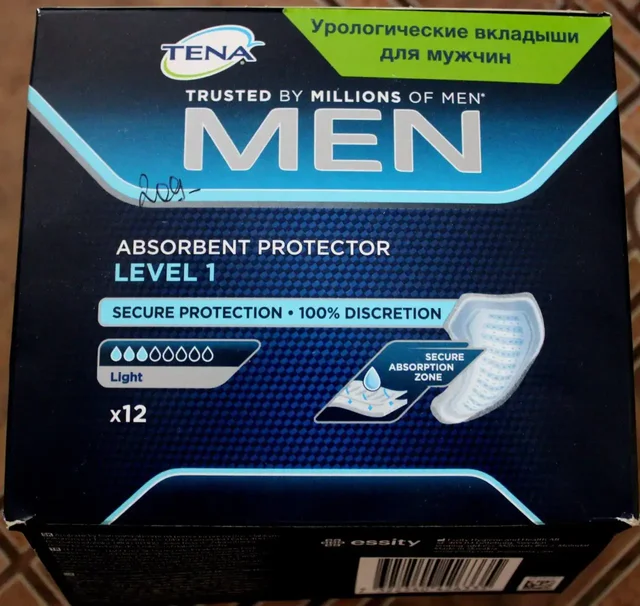 TENA
Урологические вкладыши
для мужчин
TRUSTED BY MILLIONS OF MEN*
MEN
209-
ABSORBENT PROTECTOR
LEVEL 1
SECURE PROTECTION • 100% DISCRETION
SECURE
ABSORPTION
ZONE
Light
x12
essity